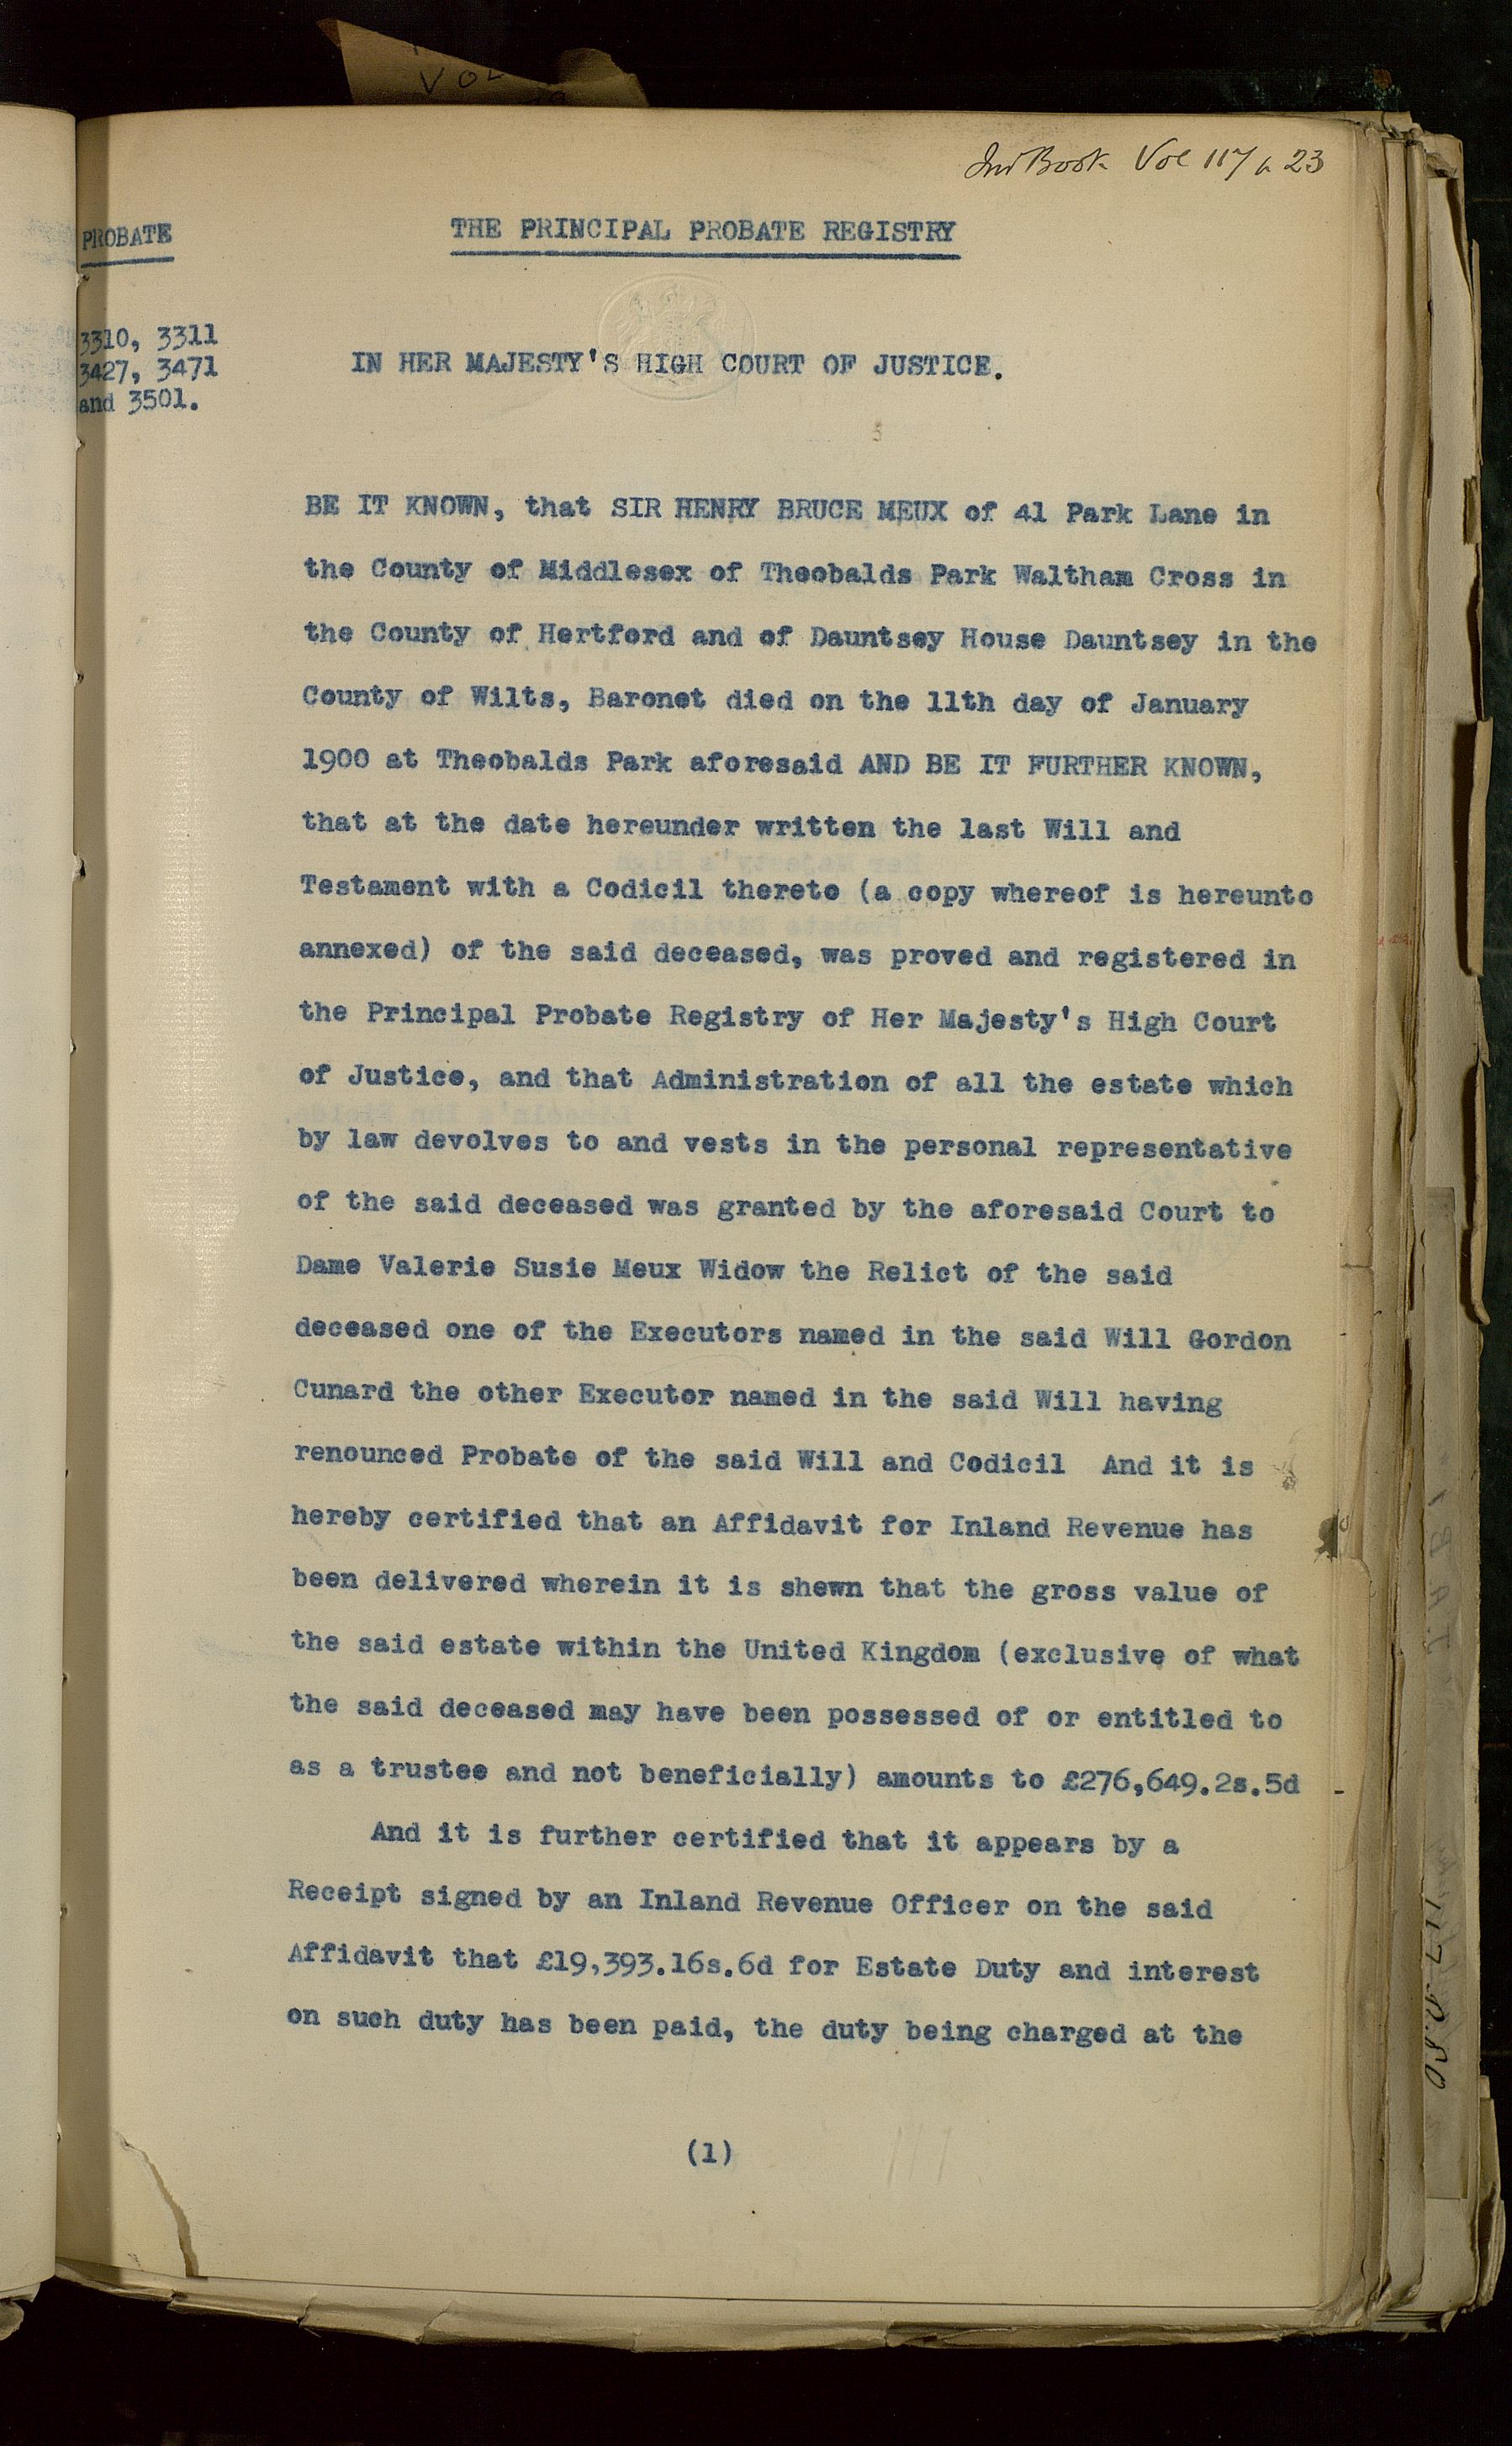 VOL
Book Vol 117 p 23
PROBATE
THE PRINCIPAL PROBATE REGISTRY
3310, 3311
3427, 3471
and 3501.
IN HER MAJESTY'S HIGH COURT OF JUSTICE.
BE IT KNOWN, that SIR HENRY BRUCE MEUX of 41 Park Lane in
the County of Middlesex of Theobalds Park Waltham Cross in
the County of Hertford and of Dauntsey House Dauntsey in the
County of Wilts, Baronet died on the 11th day of January
1900 at Theobalds Park aforesaid AND BE IT FURTHER KNOWN,
that at the date hereunder written the last Will and
Testament with a Codicil thereto (a copy whereof is hereunto
annexed) of the said deceased, was proved and registered in
the Principal Probate Registry of Her Majesty's High Court
of Justice, and that Administration of all the estate which
by law devolves to and vests in the personal representative
of the said deceased was granted by the aforesaid Court to
Dame Valerie Susie Meux Widow the Relict of the said
deceased one of the Executors named in the said Will Gordon
Cunard the other Executor named in the said Will having
renounced Probate of the said Will and Codicil And it is
hereby certified that an Affidavit for Inland Revenue has
been delivered wherein it is shewn that the gross value of
the said estate within the United Kingdom (exclusive of what
the said deceased may have been possessed of or entitled to
as a trustee and not beneficially) amounts to £276,649.2s.5d
And it is further certified that it appears by a
Receipt signed by an Inland Revenue Officer on the said
Affidavit that £19,393.16s.6d for Estate Duty and interest
on such duty has been paid, the duty being charged at the
(1)